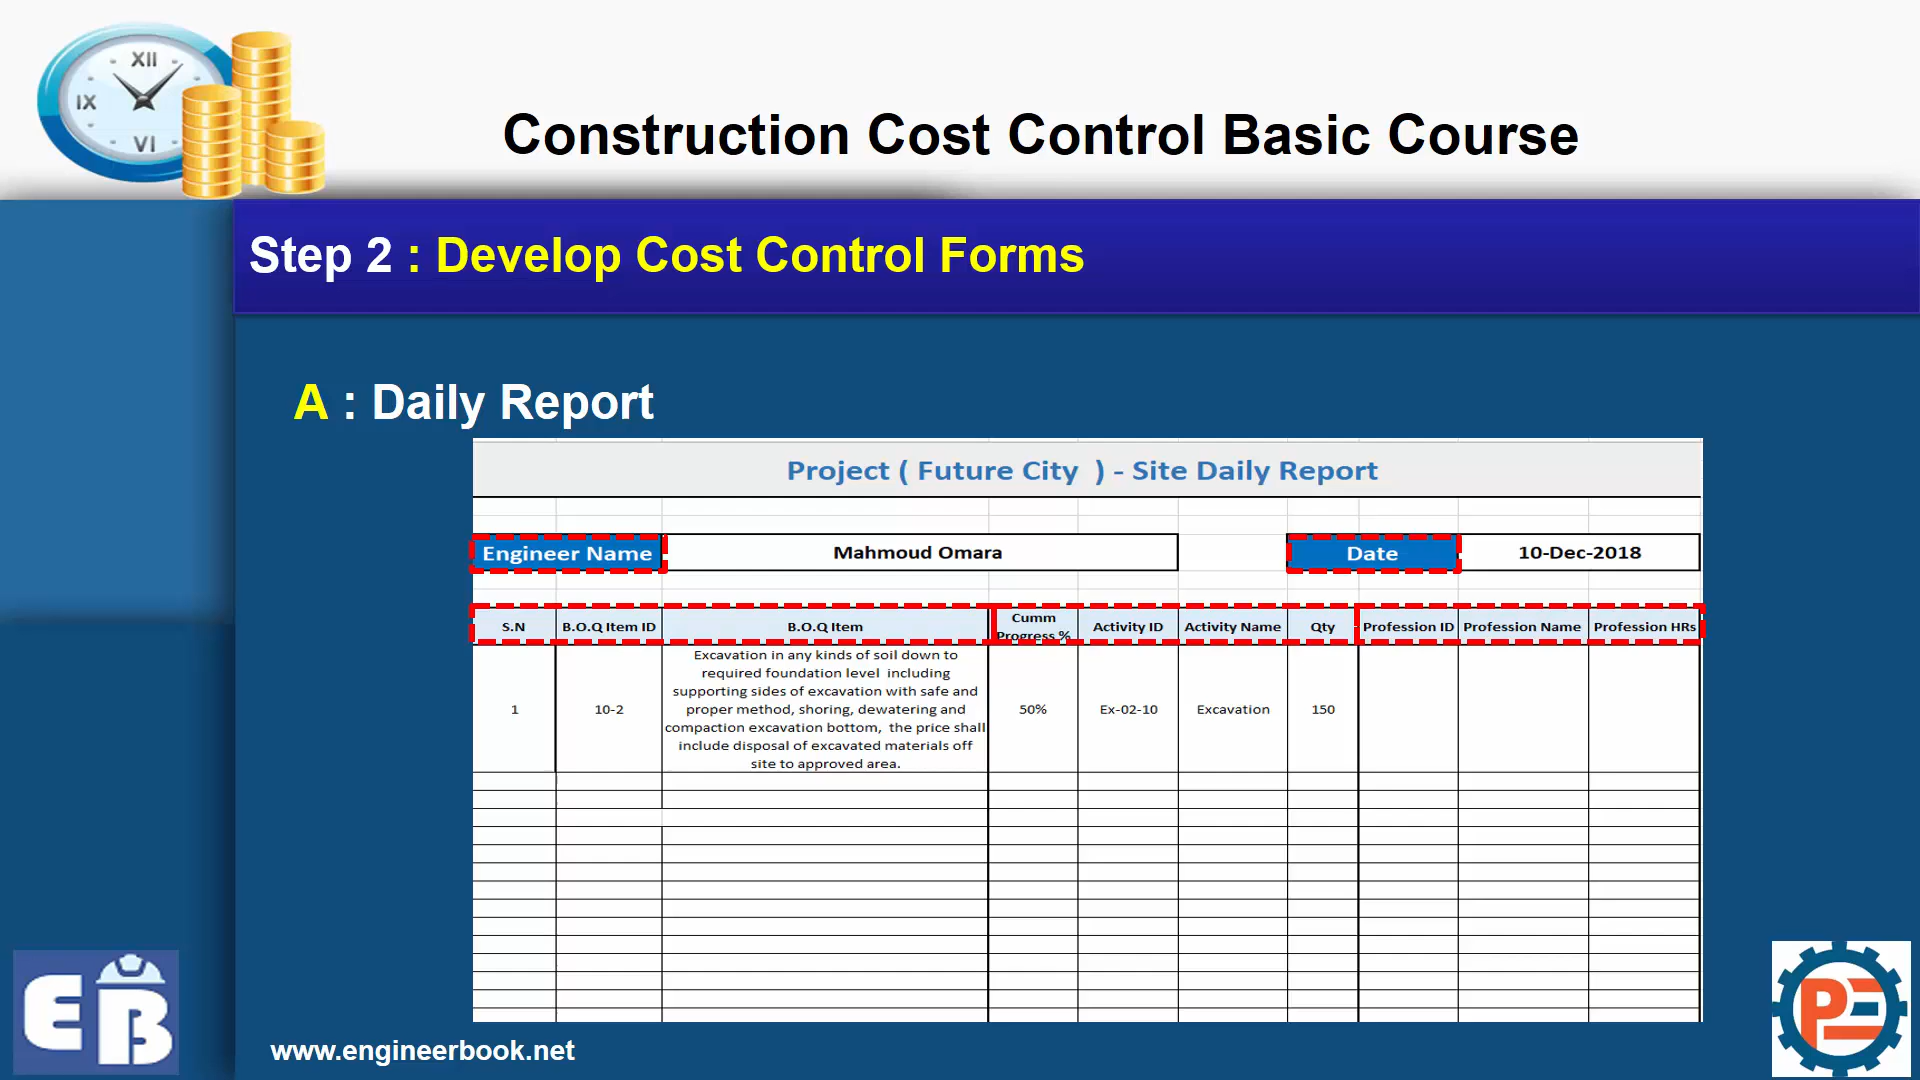 XII
IX
VI
Construction Cost Control Basic Course
Step 2 : Develop Cost Control Forms
A : Daily Report
Project ( Future City ) - Site Daily Report
Engineer Name Mahmoud Omara Date 10-Dec-2018
S.N B.O.Q Item ID B.O.Q Item Cumm Progress % Activity ID Activity Name Qty Profession ID Profession Name Profession HRs
1 10-2
Excavation in any kinds of soil down to
required foundation level including
supporting sides of excavation with safe and
proper method, shoring, dewatering and
compaction excavation bottom, the price shall
include disposal of excavated materials off
site to approved area.
50% Ex-02-10 Excavation 150
EB
www.engineerbook.net
PE